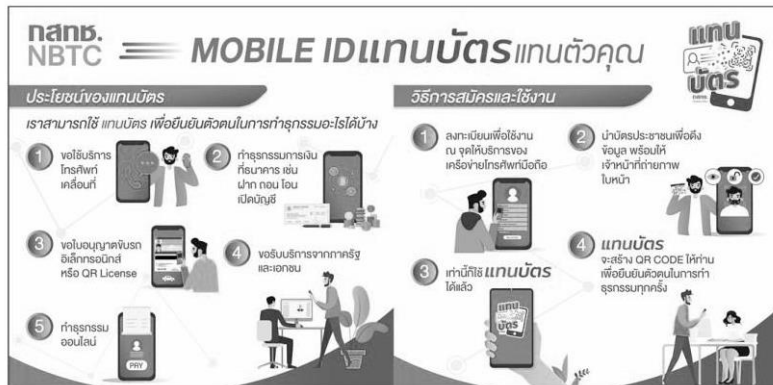 กสทช.
NBTC
MOBILE ID แทนบัตร แทนตัวคุณ
แทน
บัตร
ประโยชน์ของแทนบัตร
เราสามารถใช้ แทนบัตร เพื่อยืนยันตัวตนในการทำธุรกรรมอะไรได้บ้าง
1 ขอใช้บริการ
โทรศัพท์
เคลื่อนที่
2 ทำธุรกรรมการเงิน
ที่ธนาคาร เช่น
ฝาก ถอน โอน
เปิดบัญชี
3 ขอใบอนุญาตขับรถ
อิเล็กทรอนิกส์
หรือ QR License
4 ขอรับบริการจากภาครัฐ
และเอกชน
5 ทำธุรกรรม
ออนไลน์
PAY
วิธีการสมัครและใช้งาน
1 ลงทะเบียนเพื่อใช้งาน
ณ จุดให้บริการของ
เครือข่ายโทรศัพท์มือถือ
2 นำบัตรประชาชนเพื่อดึง
ข้อมูล พร้อมให้
เจ้าหน้าที่ถ่ายภาพ
ใบหน้า
3 เท่านี้ก็ใช้ แทนบัตร
ได้แล้ว
แทน
บัตร
4 แทนบัตร
จะสร้าง QR CODE ให้ท่าน
เพื่อยืนยันตัวตนในการทำ
ธุรกรรมทุกครั้ง